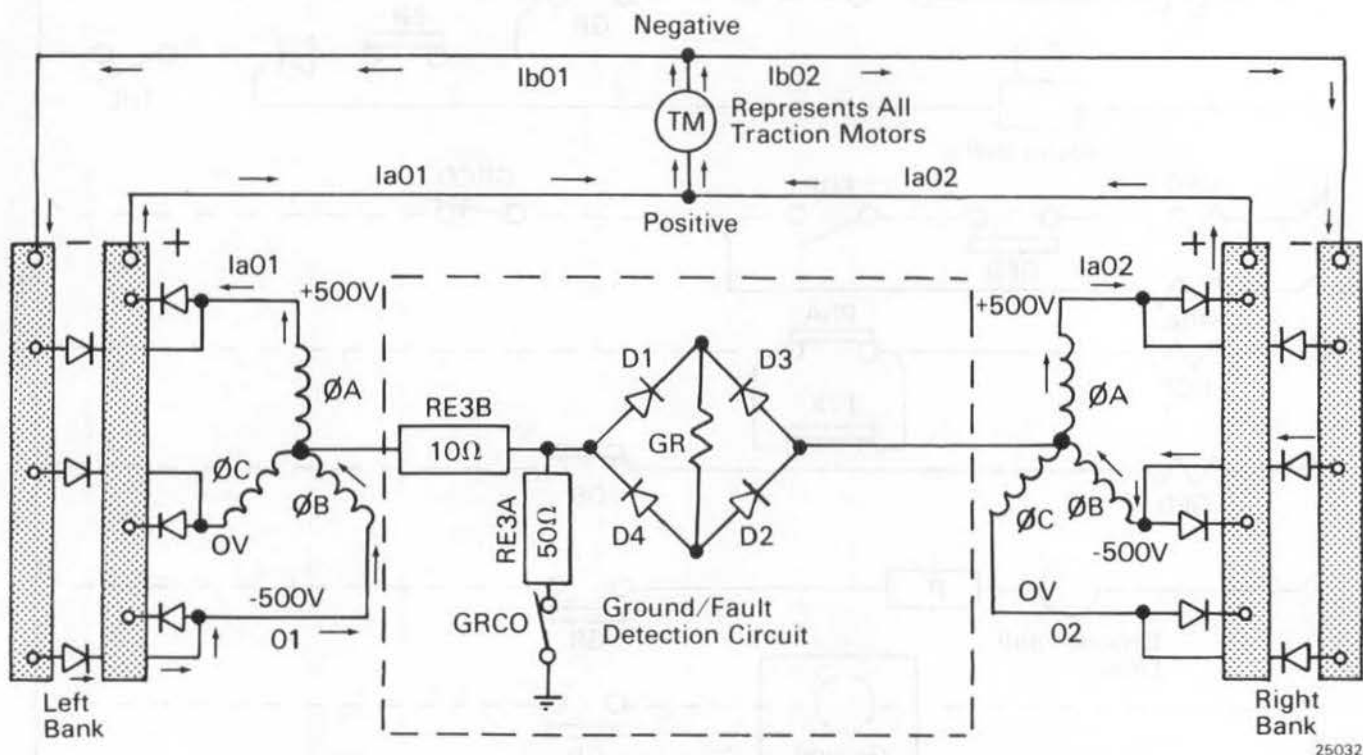 Negative
Ib01
Ib02
TM
Represents All
Traction Motors
Ia01
Ia02
Positive
-
+
+
-
Ia01
+500V
Ia02
+500V
ØA
ØA
RE3B
10Ω
D1
D3
GR
ØC
ØB
D4
D2
ØC
ØB
RE3A
50Ω
0V
-500V
-500V
GRCO
Ground/Fault
Detection Circuit
0V
01
02
Left
Bank
Right
Bank
25032